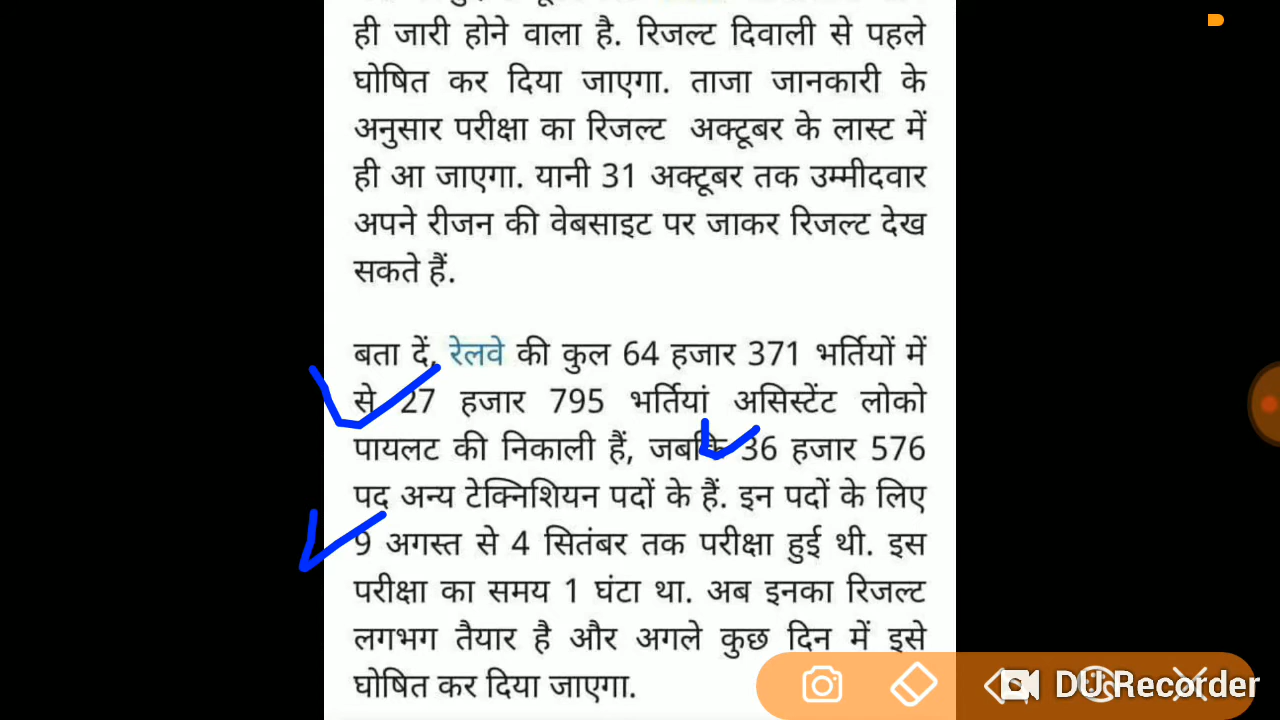 ही जारी होने वाला है. रिजल्ट दिवाली से पहले
घोषित कर दिया जाएगा. ताजा जानकारी के
अनुसार परीक्षा का रिजल्ट अक्टूबर के लास्ट में
ही आ जाएगा. यानी 31 अक्टूबर तक उम्मीदवार
अपने रीजन की वेबसाइट पर जाकर रिजल्ट देख
सकते हैं.
बता दें, रेलवे की कुल 64 हजार 371 भर्तियों में
से 27 हजार 795 भर्तियां असिस्टेंट लोको
पायलट की निकाली हैं, जबकि 36 हजार 576
पद अन्य टेक्निशियन पदों के हैं. इन पदों के लिए
9 अगस्त से 4 सितंबर तक परीक्षा हुई थी. इस
परीक्षा का समय 1 घंटा था. अब इनका रिजल्ट
लगभग तैयार है और अगले कुछ दिन में इसे
घोषित कर दिया जाएगा.
DU Recorder